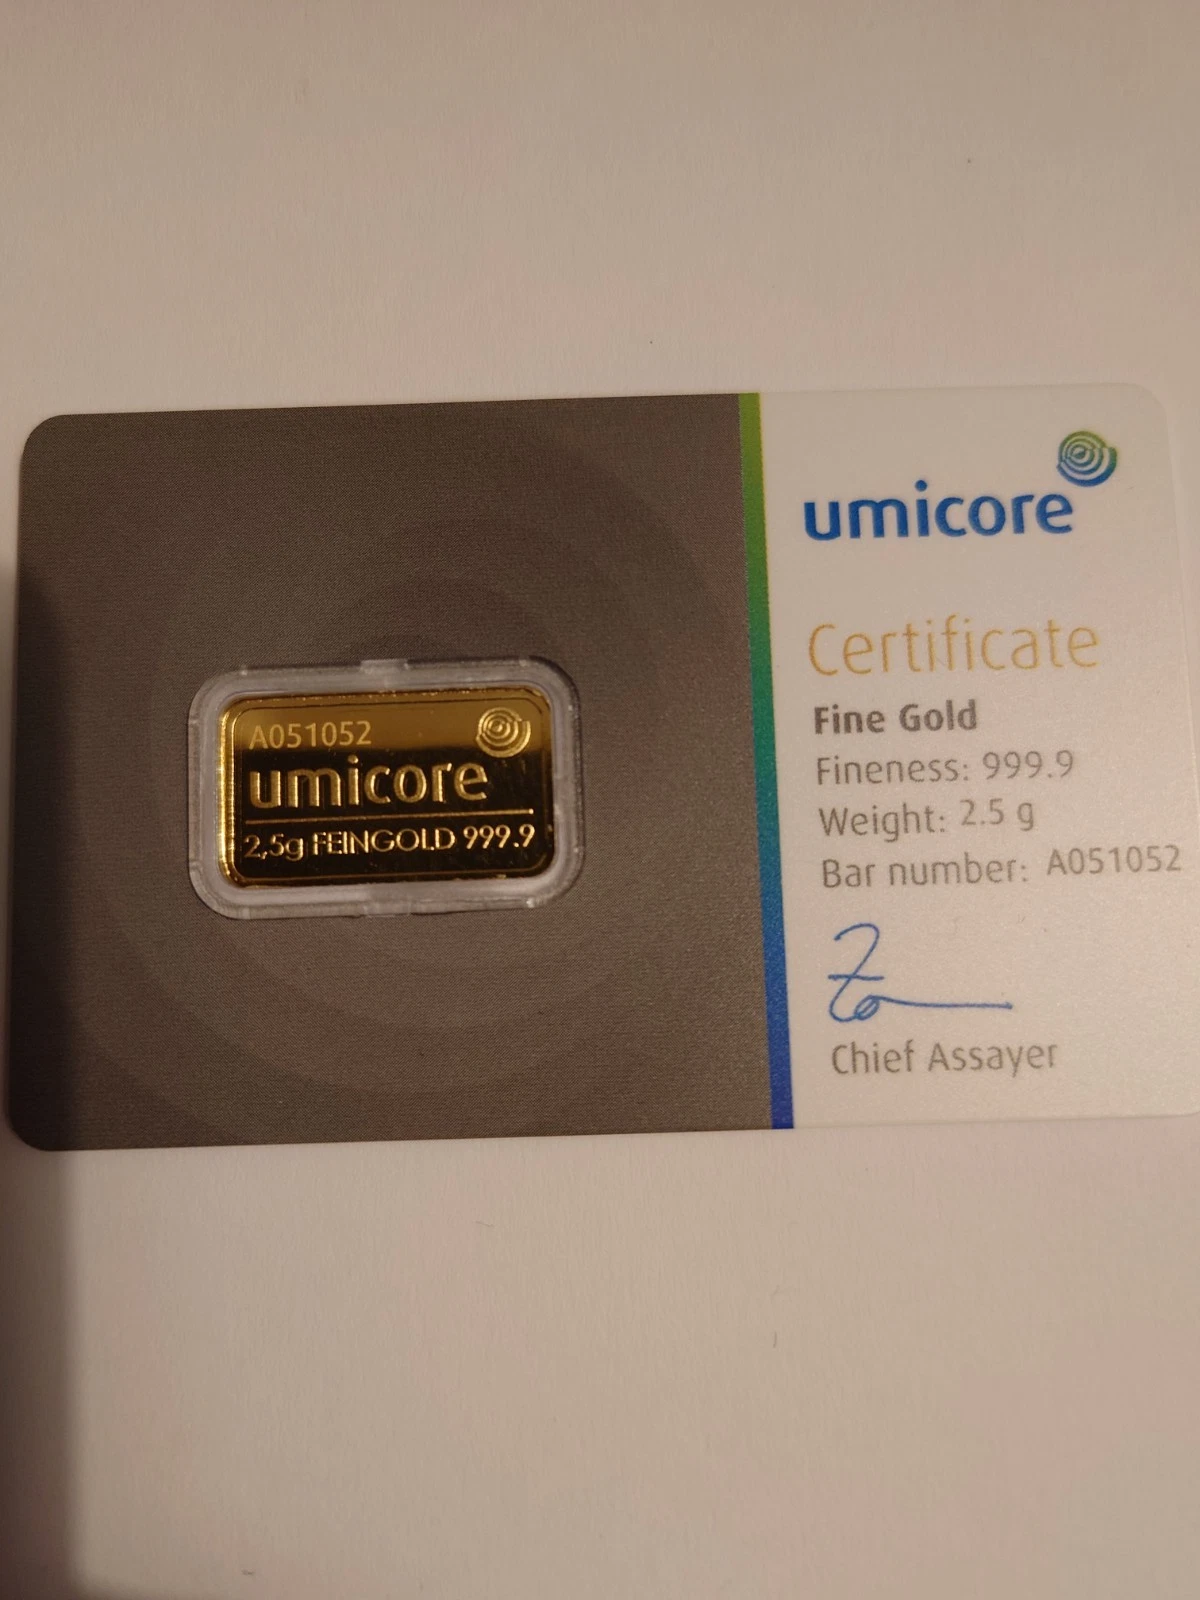 A051052
umicore
2,5g FEINGOLD 999.9
umicore
Certificate
Fine Gold
Fineness: 999.9
Weight: 2.5 g
Bar number: A051052
Chief Assayer